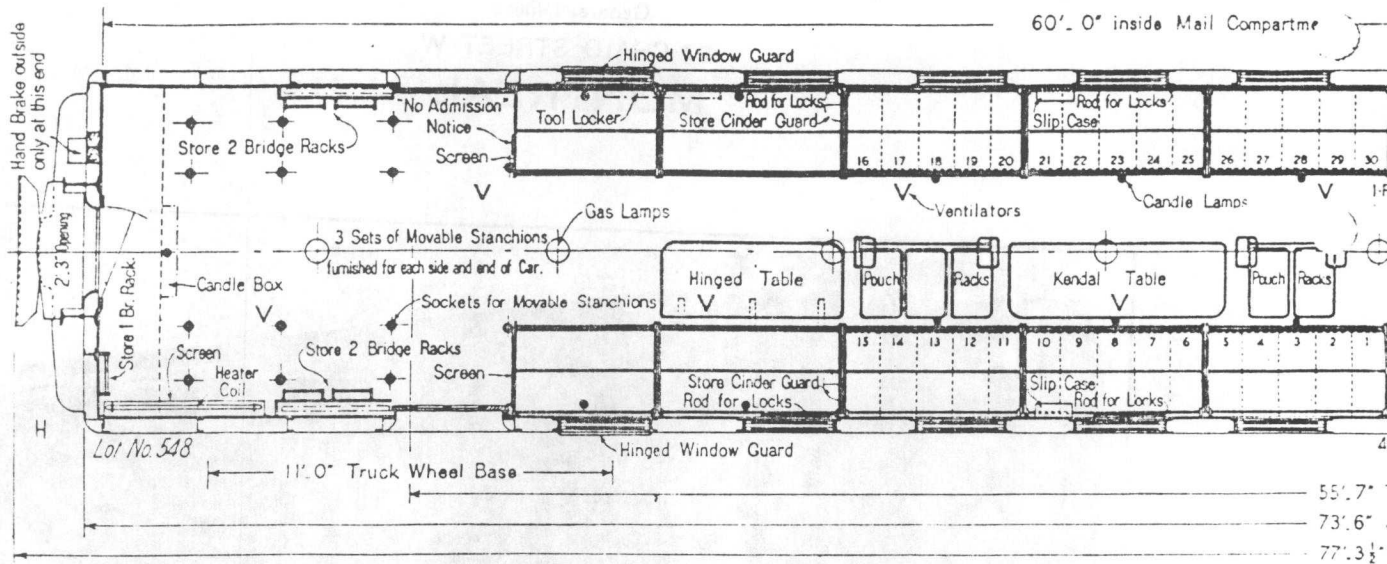 60'-0" inside Mail Compartme
Hand Brake outside
only at this end
Hinged Window Guard
"No Admission"
Notice
Tool Locker
Rod for Locks
Store Cinder Guard
Rod for Locks
Slip Case
Store 2 Bridge Racks
Screen
16 17 18 19 20 21 22 23 24 25 26 27 28 29 30
Ventilators
Candle Lamps
Gas Lamps
2'.3" Opening
3 Sets of Movable Stanchions
furnished for each side and end of Car.
Hinged Table
Pouch Racks
Kendal Table
Pouch Racks
Store 1 Br. Rack.
Candle Box
Sockets for Movable Stanchions
15 14 13 12 11 10 9 8 7 6 5 4 3 2 1
Screen
Heater
Coil
Store 2 Bridge Racks
Screen
Store Cinder Guard
Rod for Locks
Slip Case
Rod for Locks
H
Lot No. 548
Hinged Window Guard
4
11'.0" Truck Wheel Base
55'.7"
73'.6"
77'.3½"